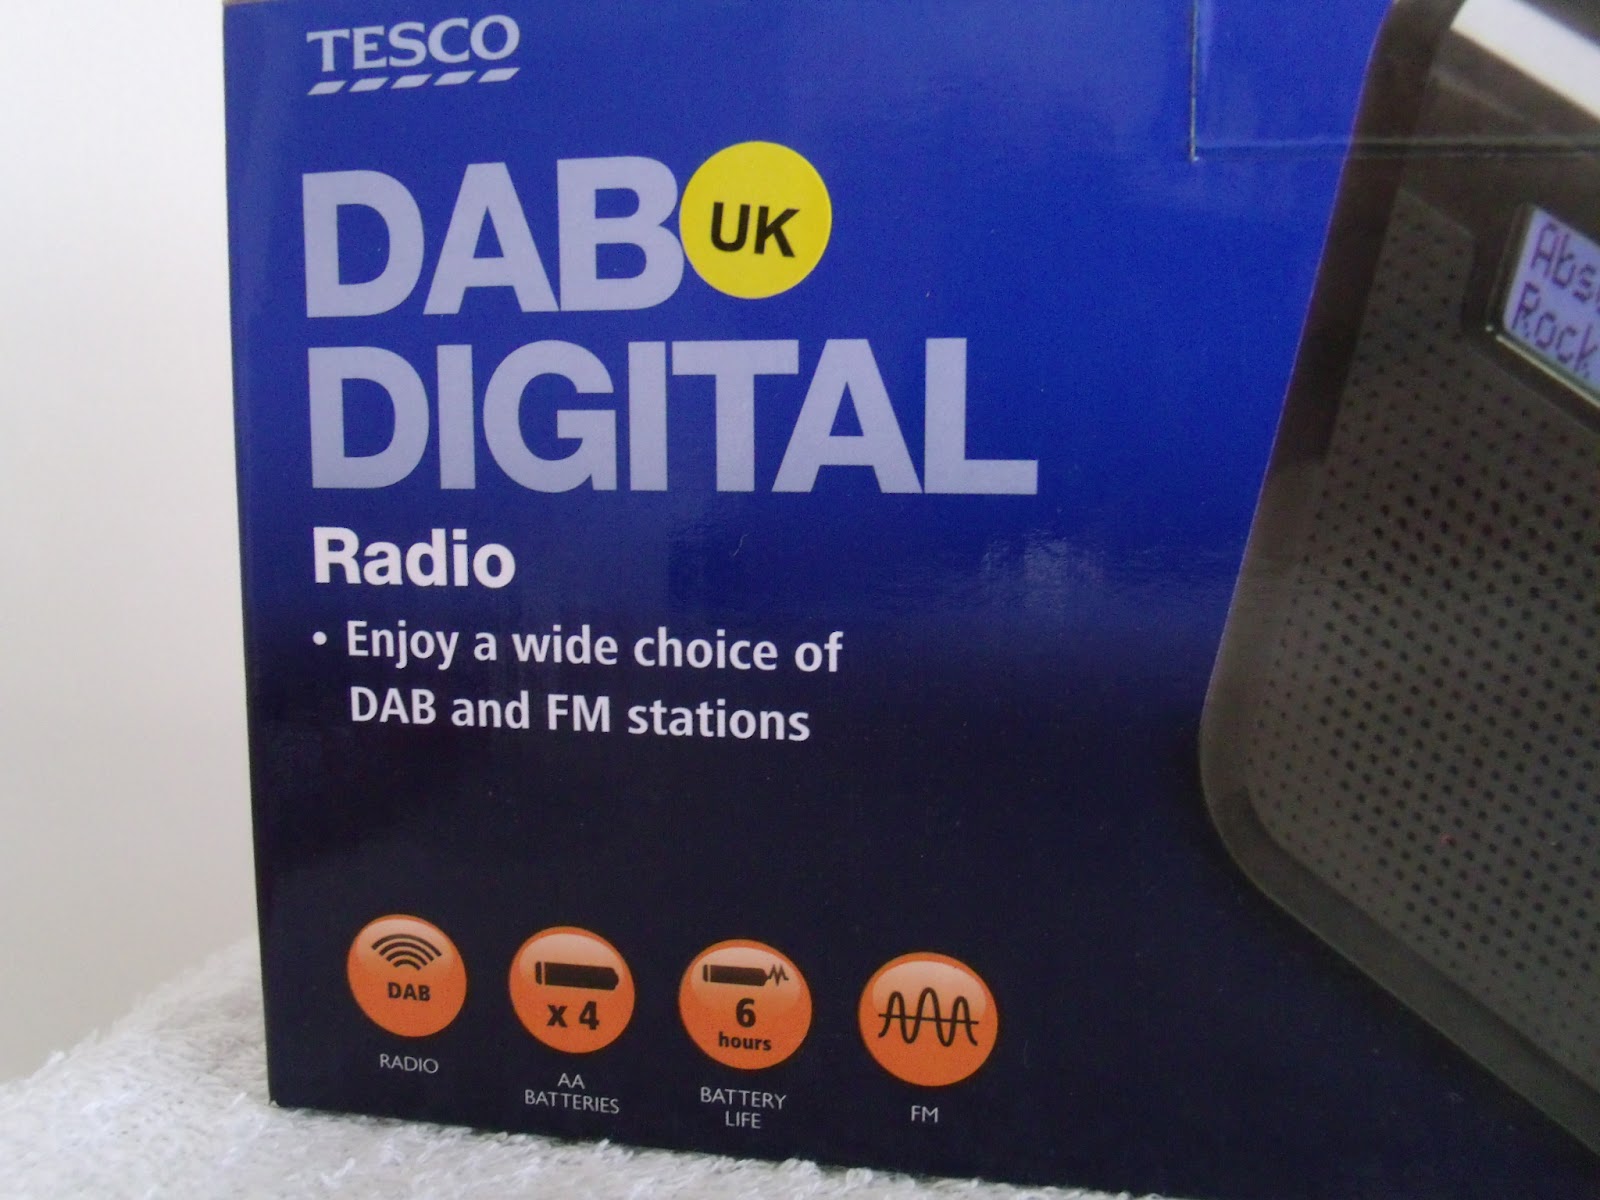 TESCO
DAB
UK
DIGITAL
Radio
• Enjoy a wide choice of
DAB and FM stations
DAB
RADIO
x 4
AA
BATTERIES
6
hours
BATTERY
LIFE
FM
Rock